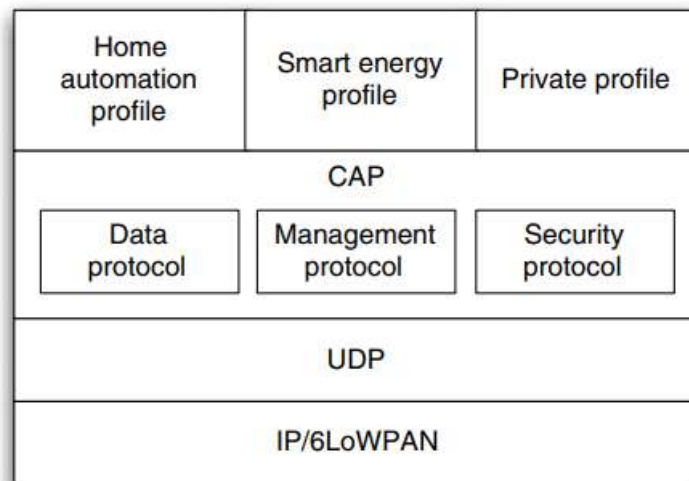 Home
automation
profile
Smart energy
profile
Private profile
CAP
Data
protocol
Management
protocol
Security
protocol
UDP
IP/6LoWPAN